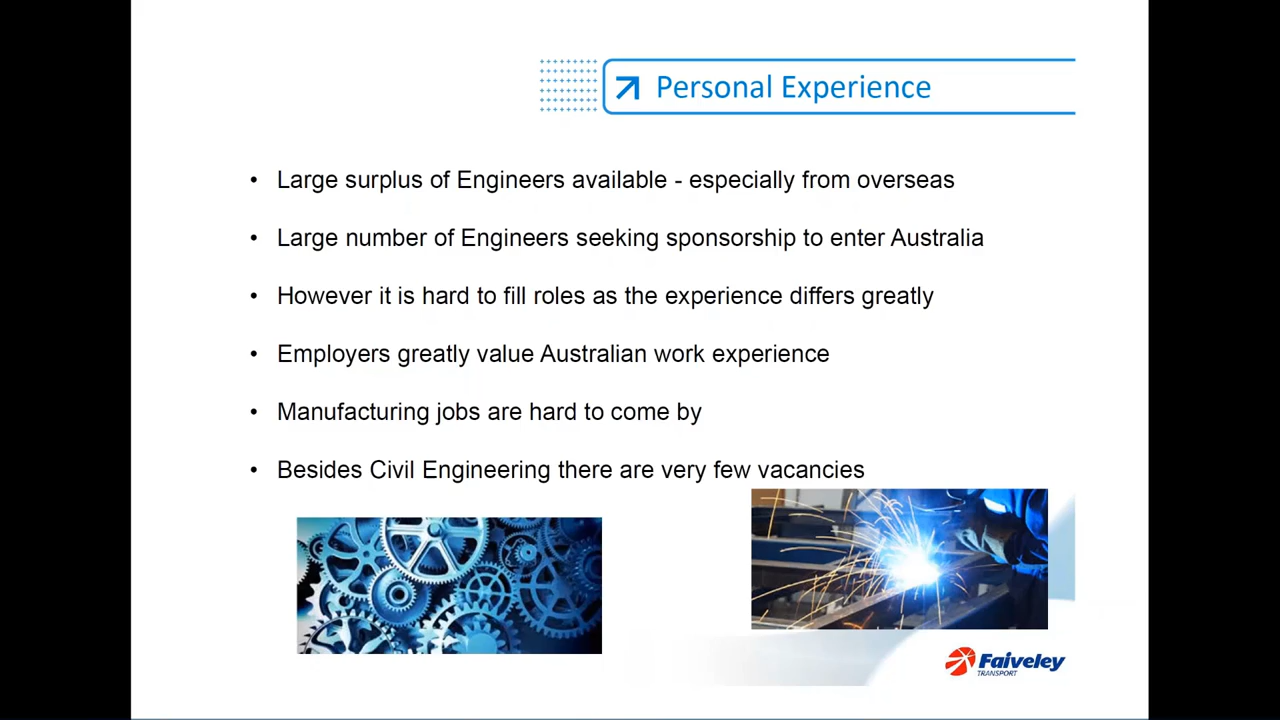 Personal Experience
• Large surplus of Engineers available - especially from overseas
• Large number of Engineers seeking sponsorship to enter Australia
• However it is hard to fill roles as the experience differs greatly
• Employers greatly value Australian work experience
• Manufacturing jobs are hard to come by
• Besides Civil Engineering there are very few vacancies
Faiveley
TRANSPORT